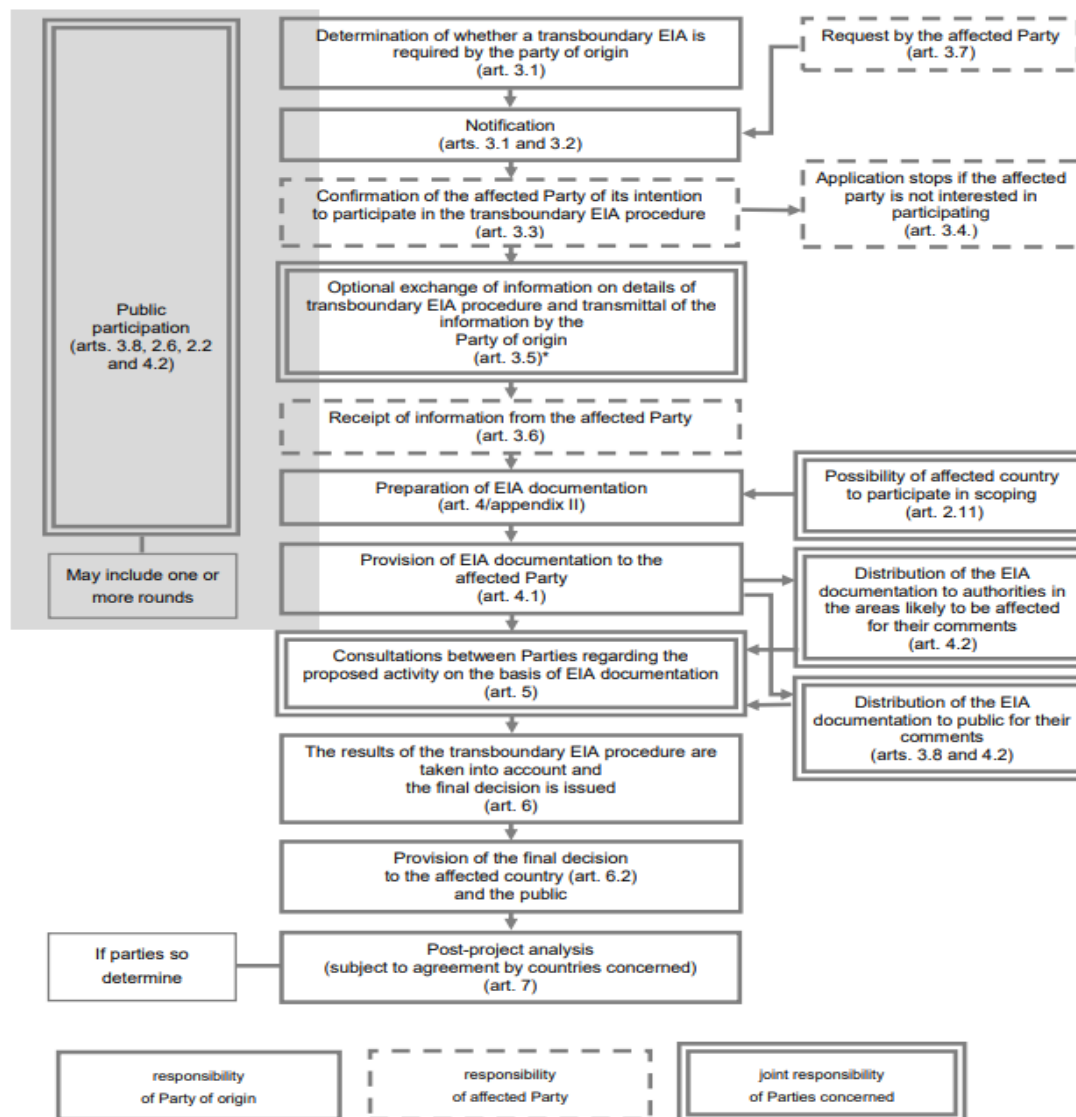 Determination of whether a transboundary EIA is
required by the party of origin
(art. 3.1)
Request by the affected Party
(art. 3.7)
Notification
(arts. 3.1 and 3.2)
Confirmation of the affected Party of its intention
to participate in the transboundary EIA procedure
(art. 3.3)
Application stops if the affected
party is not interested in
participating
(art. 3.4.)
Optional exchange of information on details of
transboundary EIA procedure and transmittal of the
information by the
Party of origin
(art. 3.5)*
Public
participation
(arts. 3.8, 2.6, 2.2
and 4.2)
Receipt of information from the affected Party
(art. 3.6)
Preparation of EIA documentation
(art. 4/appendix II)
Possibility of affected country
to participate in scoping
(art. 2.11)
May include one or
more rounds
Provision of EIA documentation to the
affected Party
(art. 4.1)
Distribution of the EIA
documentation to authorities in
the areas likely to be affected
for their comments
(art. 4.2)
Consultations between Parties regarding the
proposed activity on the basis of EIA documentation
(art. 5)
Distribution of the EIA
documentation to public for their
comments
(arts. 3.8 and 4.2)
The results of the transboundary EIA procedure are
taken into account and
the final decision is issued
(art. 6)
Provision of the final decision
to the affected country (art. 6.2)
and the public
If parties so
determine
Post-project analysis
(subject to agreement by countries concerned)
(art. 7)
responsibility
of Party of origin
responsibility
of affected Party
joint responsibility
of Parties concerned